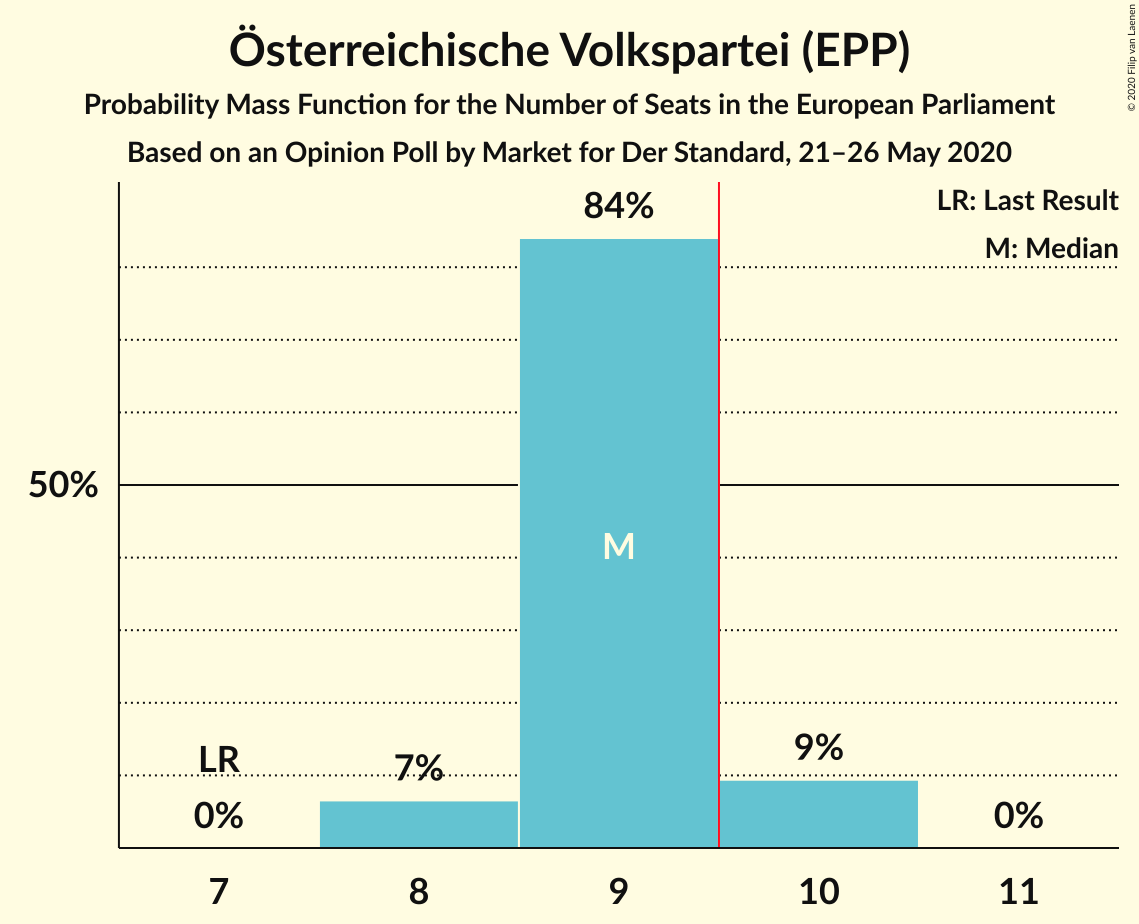 Österreichische Volkspartei (EPP)
Probability Mass Function for the Number of Seats in the European Parliament
Based on an Opinion Poll by Market for Der Standard, 21–26 May 2020
© 2020 Filip van Laenen
LR: Last Result
M: Median
84%
50%
M
LR
7%
9%
0%
0%
7 8 9 10 11